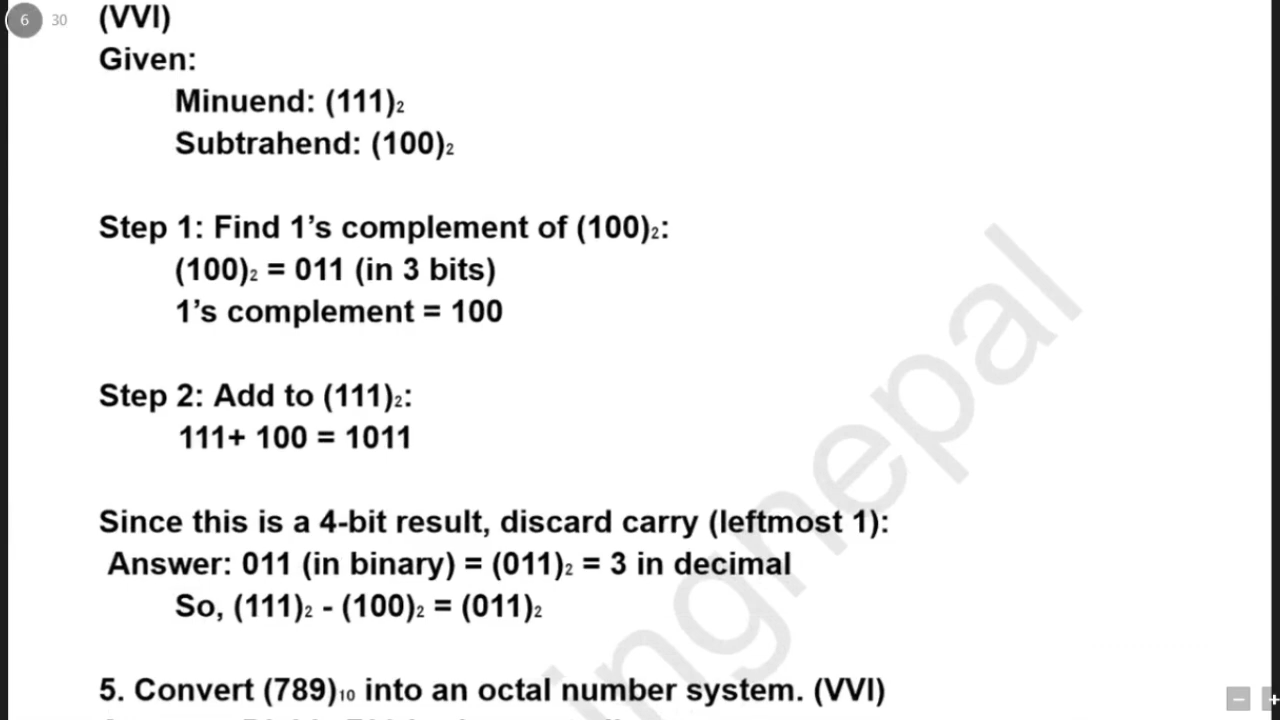 6 30
(VVI)
Given:
Minuend: (111)₂
Subtrahend: (100)₂
Step 1: Find 1’s complement of (100)₂:
(100)₂ = 011 (in 3 bits)
1’s complement = 100
Step 2: Add to (111)₂:
111+ 100 = 1011
Since this is a 4-bit result, discard carry (leftmost 1):
Answer: 011 (in binary) = (011)₂ = 3 in decimal
So, (111)₂ - (100)₂ = (011)₂
5. Convert (789)₁₀ into an octal number system. (VVI)
ingnepal